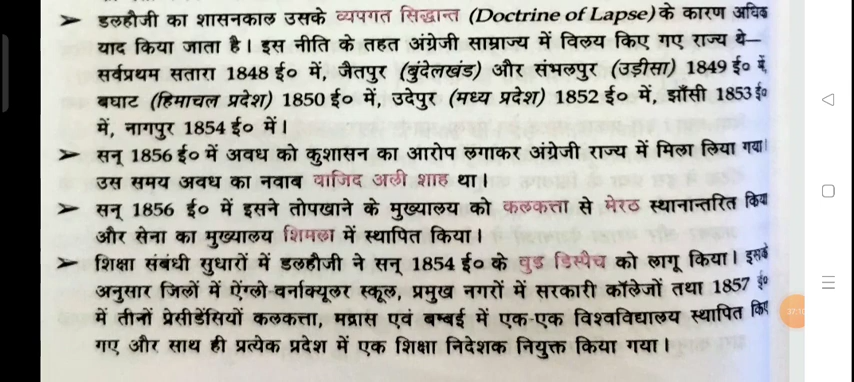 ➤ डलहौजी का शासनकाल उसके व्यपगत सिद्धान्त (Doctrine of Lapse) के कारण अधिक
याद किया जाता है। इस नीति के तहत अंग्रेजी साम्राज्य में विलय किए गए राज्य थे—
सर्वप्रथम सतारा 1848 ई० में, जैतपुर (बुंदेलखंड) और संभलपुर (उड़ीसा) 1849 ई० में,
बघाट (हिमाचल प्रदेश) 1850 ई० में, उदेपुर (मध्य प्रदेश) 1852 ई० में, झाँसी 1853 ई०
में, नागपुर 1854 ई० में।
➤ सन् 1856 ई० में अवध को कुशासन का आरोप लगाकर अंग्रेजी राज्य में मिला लिया गया।
उस समय अवध का नवाब वाजिद अली शाह था।
➤ सन् 1856 ई० में इसने तोपखाने के मुख्यालय को कलकत्ता से मेरठ स्थानान्तरित किया
और सेना का मुख्यालय शिमला में स्थापित किया।
➤ शिक्षा संबंधी सुधारों में डलहौजी ने सन् 1854 ई० के वुड डिस्पैच को लागू किया। इसके
अनुसार जिलों में ऐंग्लो-वर्नाक्यूलर स्कूल, प्रमुख नगरों में सरकारी कॉलेजों तथा 1857 ई०
में तीनों प्रेसीडेंसियों कलकत्ता, मद्रास एवं बम्बई में एक-एक विश्वविद्यालय स्थापित किए
गए और साथ ही प्रत्येक प्रदेश में एक शिक्षा निदेशक नियुक्त किया गया।